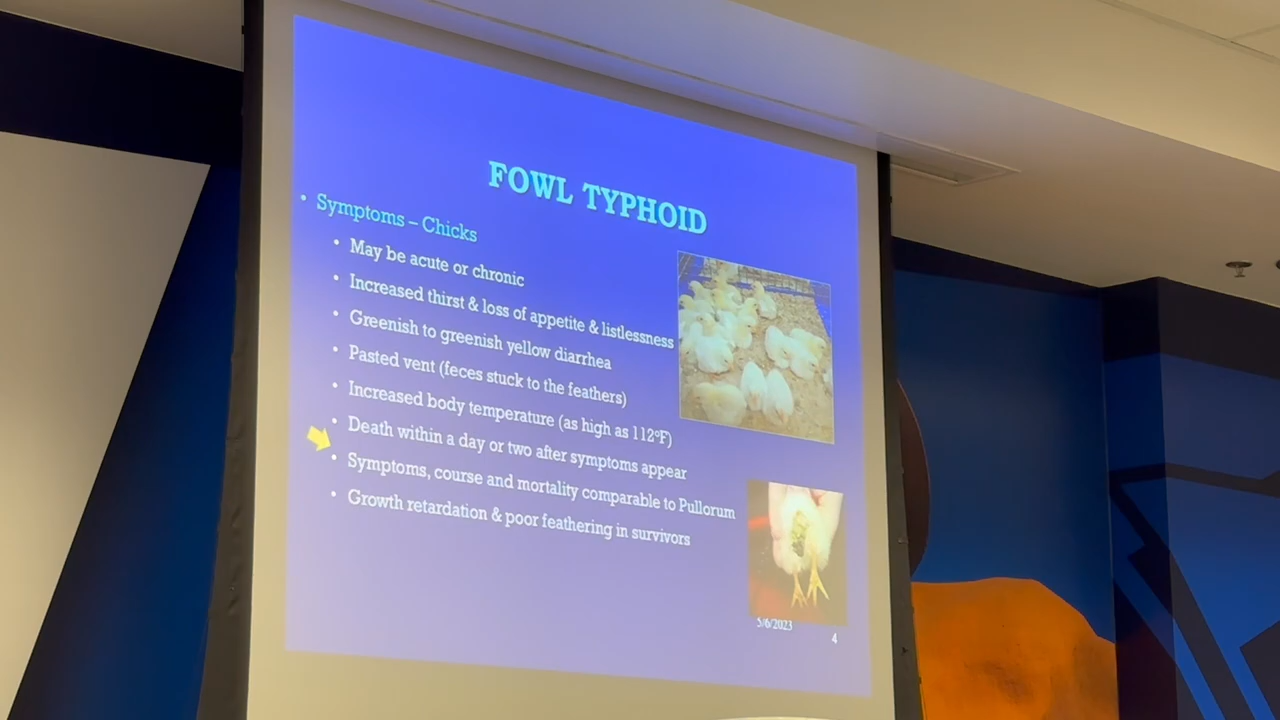 FOWL TYPHOID
• Symptoms – Chicks
• May be acute or chronic
• Increased thirst & loss of appetite & listlessness
• Greenish to greenish yellow diarrhea
• Pasted vent (feces stuck to the feathers)
• Increased body temperature (as high as 112ºF)
• Death within a day or two after symptoms appear
• Symptoms, course and mortality comparable to Pullorum
• Growth retardation & poor feathering in survivors
5/6/2023
4